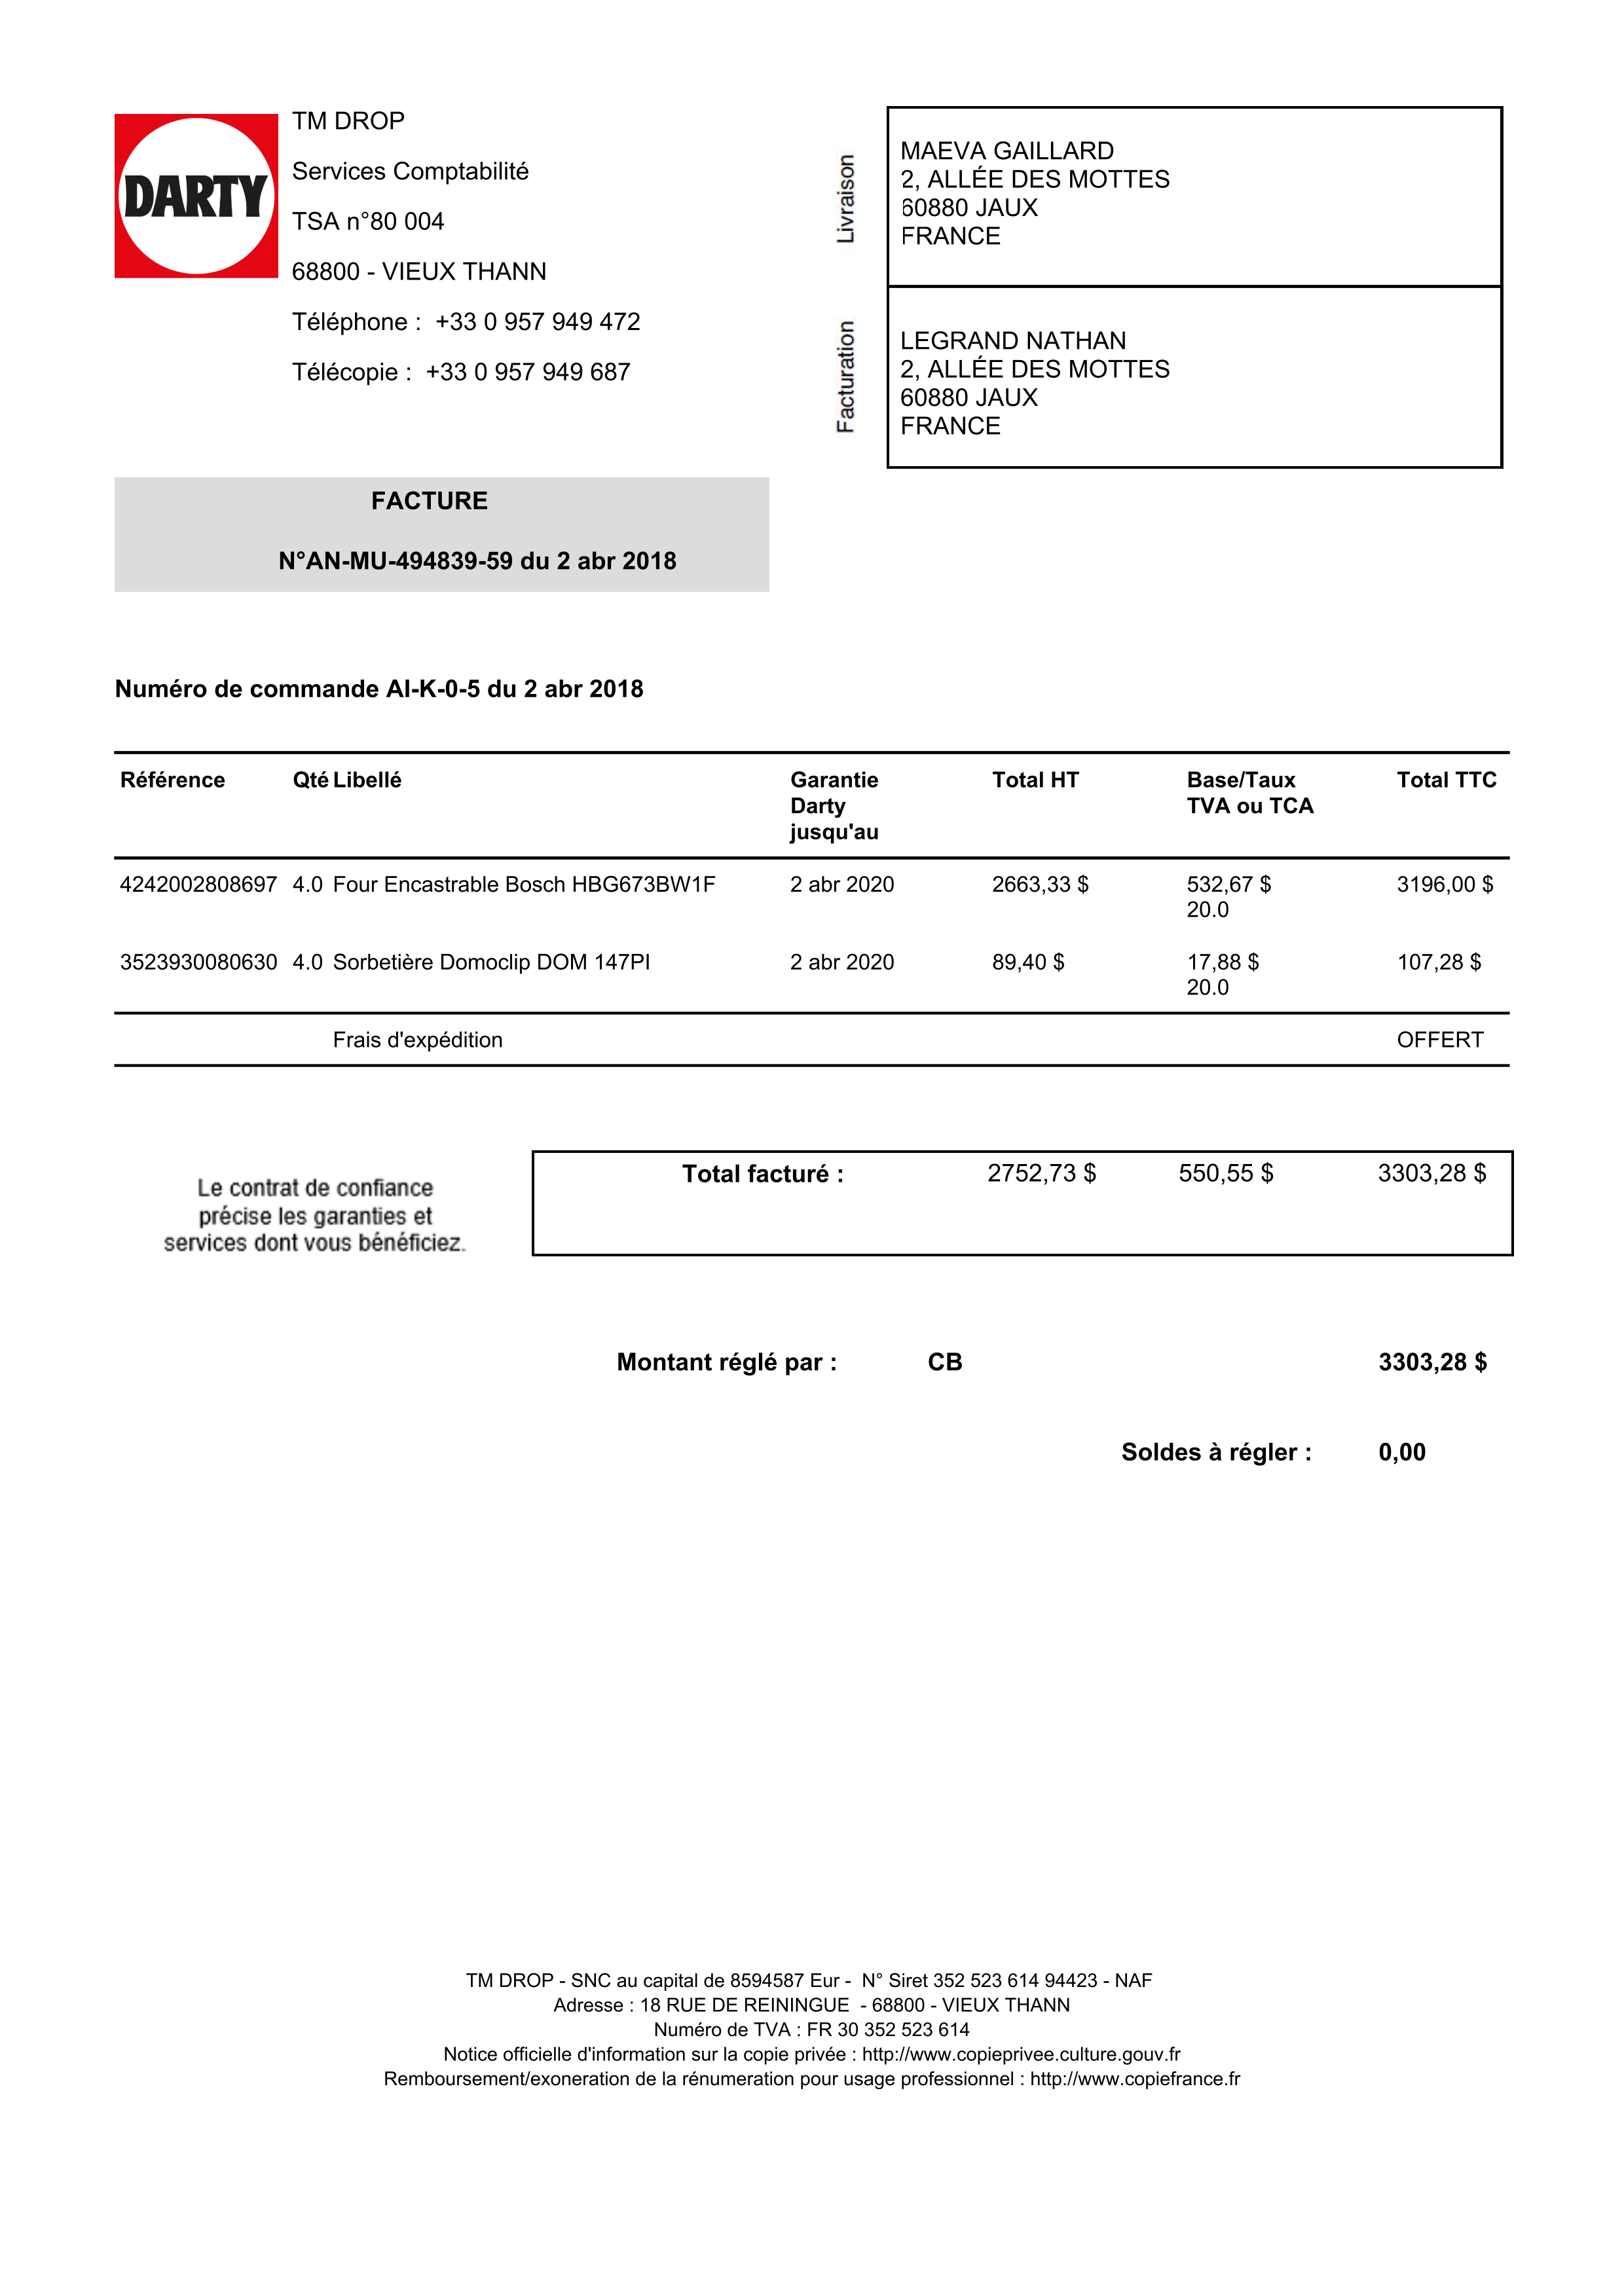 DARTY
TM DROP
Services Comptabilité
TSA n°80 004
68800 - VIEUX THANN
Téléphone : +33 0 957 949 472
Télécopie : +33 0 957 949 687
Livraison
MAEVA GAILLARD
2, ALLÉE DES MOTTES
60880 JAUX
FRANCE
Facturation
LEGRAND NATHAN
2, ALLÉE DES MOTTES
60880 JAUX
FRANCE
FACTURE
N°AN-MU-494839-59 du 2 abr 2018
Numéro de commande AI-K-0-5 du 2 abr 2018
Référence Qté Libellé Garantie Darty jusqu'au Total HT Base/Taux TVA ou TCA Total TTC
4242002808697 4.0 Four Encastrable Bosch HBG673BW1F 2 abr 2020 2663,33 $ 532,67 $ 3196,00 $
20.0
3523930080630 4.0 Sorbetière Domoclip DOM 147PI 2 abr 2020 89,40 $ 17,88 $ 107,28 $
20.0
Frais d'expédition OFFERT
Le contrat de confiance
précise les garanties et
services dont vous bénéficiez.
Total facturé : 2752,73 $ 550,55 $ 3303,28 $
Montant réglé par : CB 3303,28 $
Soldes à régler : 0,00
TM DROP - SNC au capital de 8594587 Eur - N° Siret 352 523 614 94423 - NAF
Adresse : 18 RUE DE REININGUE - 68800 - VIEUX THANN
Numéro de TVA : FR 30 352 523 614
Notice officielle d'information sur la copie privée : http://www.copieprivee.culture.gouv.fr
Remboursement/exoneration de la rénumeration pour usage professionnel : http://www.copiefrance.fr